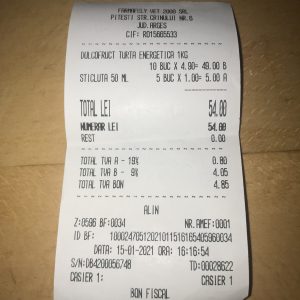 FARMAFELY VET 2006 SRL
PITESTI STR.CRINULUI NR.6
JUD.ARGES
CIF: RO15665533
DULCOFRUCT TURTA ENERGETICA 1KG
10 BUC X 4.90= 49.00 B
STICLUTA 50 ML 5 BUC X 1.00= 5.00 A
TOTAL LEI 54.00
NUMERAR LEI 54.00
REST 0.00
TOTAL TVA A - 19% 0.80
TOTAL TVA B - 9% 4.05
TOTAL TVA BON 4.85
ALIN
Z:0586 BF:0034 NR.AMEF:0001
ID BF:
DATA: 15-01-2021 ORA: 16:16:54
S/N:DB4200056748 TD:00028622
CASIER 1: CASIER 1
BON FISCAL